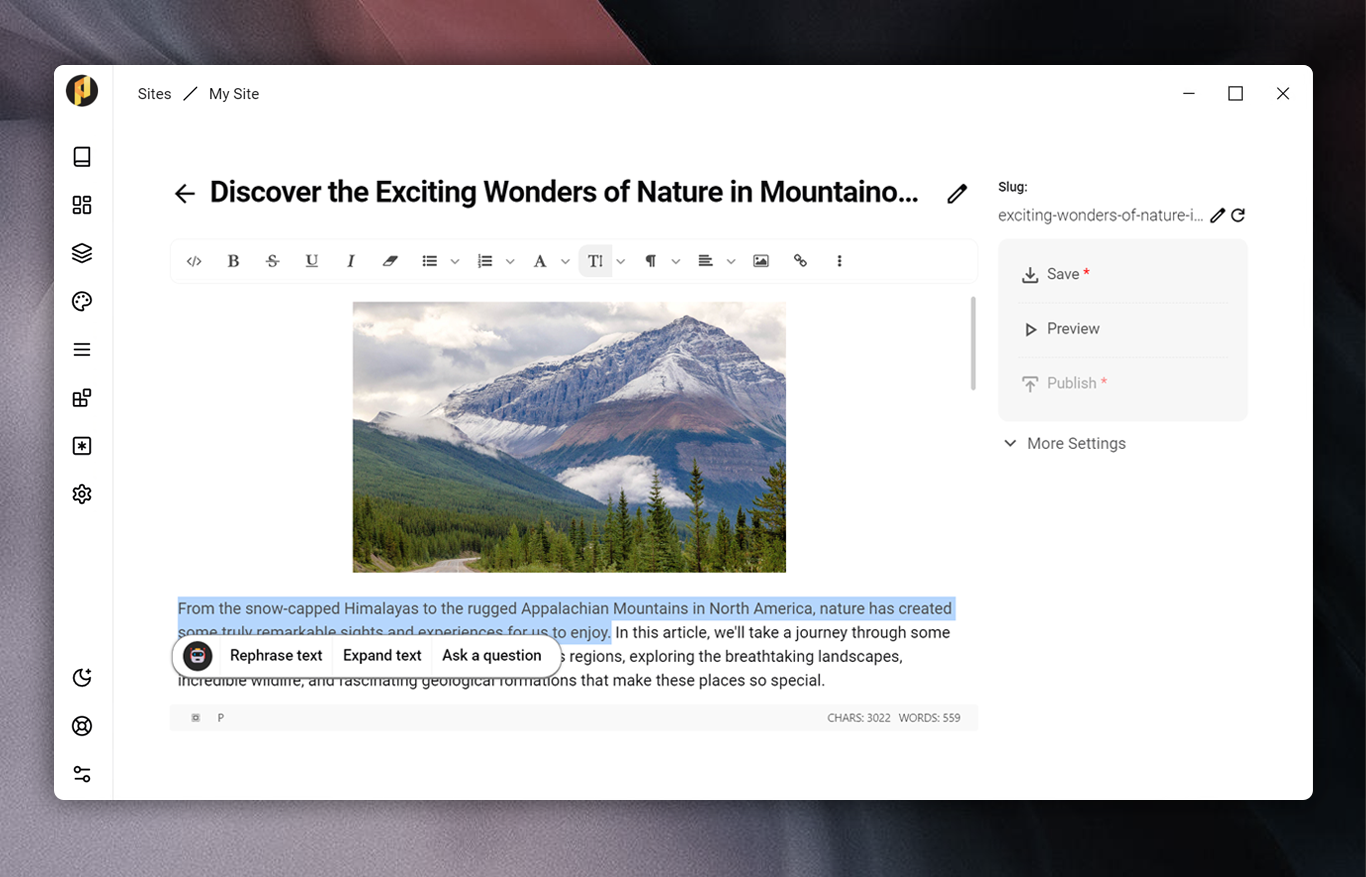 Sites / My Site
Discover the Exciting Wonders of Nature in Mountaino...
Slug:
exciting-wonders-of-nature-i...
Save *
Preview
Publish *
More Settings
From the snow-capped Himalayas to the rugged Appalachian Mountains in North America, nature has created
some truly remarkable sights and experiences for us to enjoy. In this article, we'll take a journey through some
Rephrase text Expand text Ask a question
regions, exploring the breathtaking landscapes,
incredible wildlife, and fascinating geological formations that make these places so special.
P
CHARS: 3022 WORDS: 559